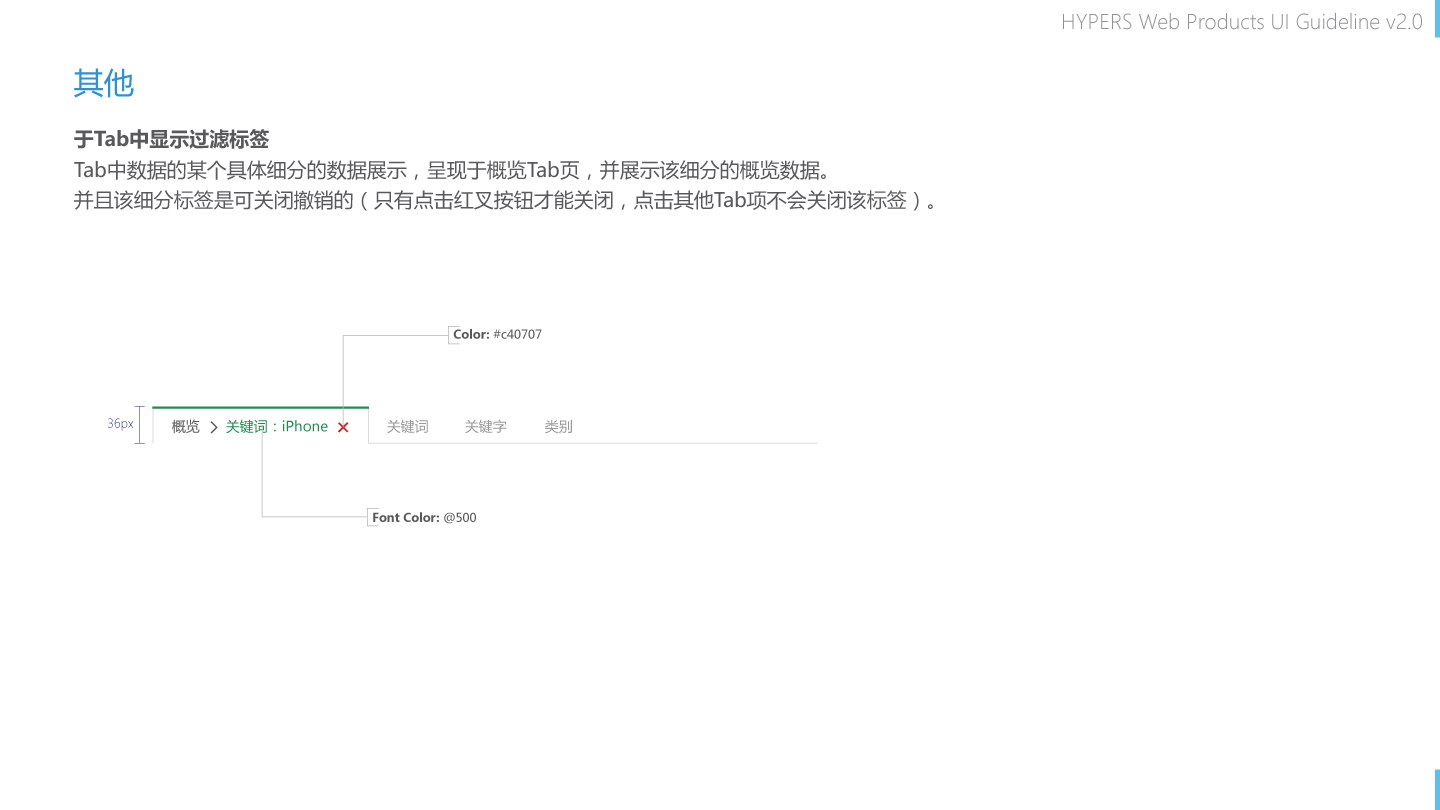 HYPERS Web Products UI Guideline v2.0
其他
于Tab中显示过滤标签
Tab中数据的某个具体细分的数据展示，呈现于概览Tab页，并展示该细分的概览数据。
并且该细分标签是可关闭撤销的（只有点击红叉按钮才能关闭，点击其他Tab项不会关闭该标签）。
Color: #c40707
36px
概览 > 关键词：iPhone × 关键词 关键字 类别
Font Color: @500